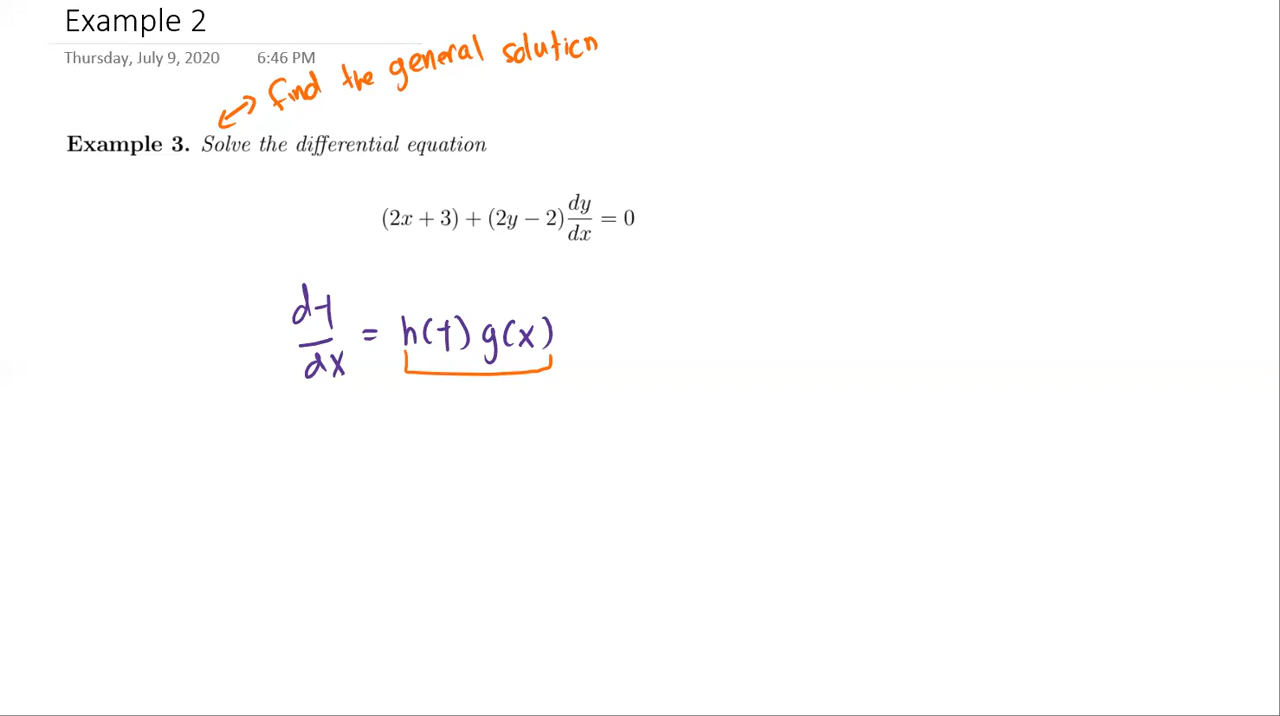 Example 2
Thursday, July 9, 2020 6:46 PM
↔ find the general solution
Example 3. Solve the differential equation
(2x + 3) + (2y − 2) dy/dx = 0
dy/dx = h(y) g(x)